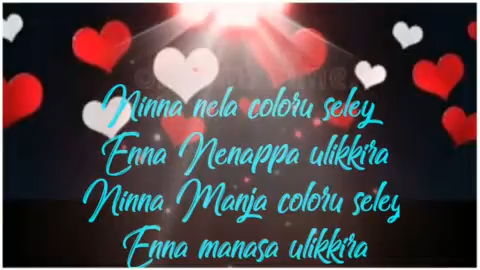 Ninna nela coloru seley
Enna Nenappa ulikkira
Ninna Manja coloru seley
Enna manasa ulikkira